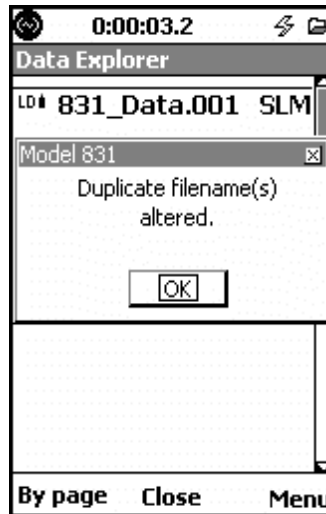 0:00:03.2
Data Explorer
LD 831_Data.001 SLM
Model 831
Duplicate filename(s)
altered.
OK
By page Close Menu